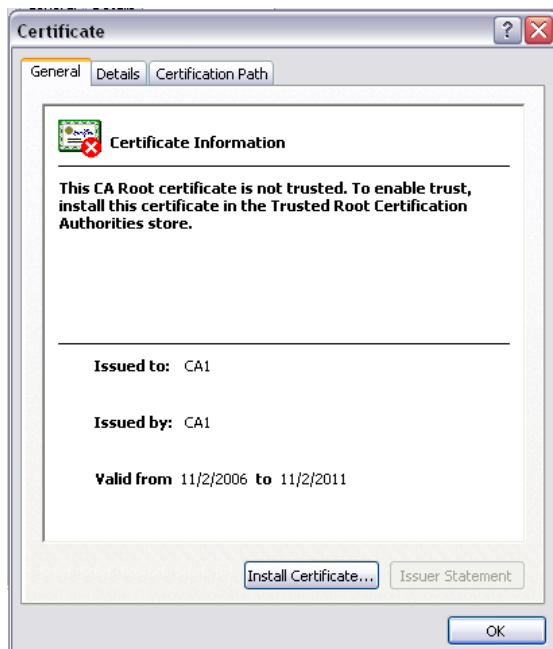 Certificate
General Details Certification Path
Certificate Information
This CA Root certificate is not trusted. To enable trust,
install this certificate in the Trusted Root Certification
Authorities store.
Issued to: CA1
Issued by: CA1
Valid from 11/2/2006 to 11/2/2011
Install Certificate... Issuer Statement
OK